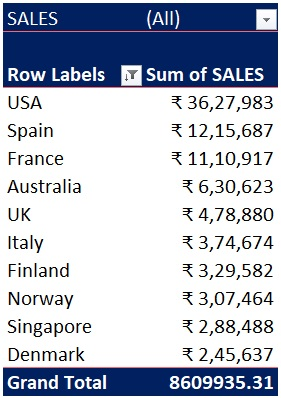 SALES (All)
Row Labels Sum of SALES
USA ₹ 36,27,983
Spain ₹ 12,15,687
France ₹ 11,10,917
Australia ₹ 6,30,623
UK ₹ 4,78,880
Italy ₹ 3,74,674
Finland ₹ 3,29,582
Norway ₹ 3,07,464
Singapore ₹ 2,88,488
Denmark ₹ 2,45,637
Grand Total 8609935.31